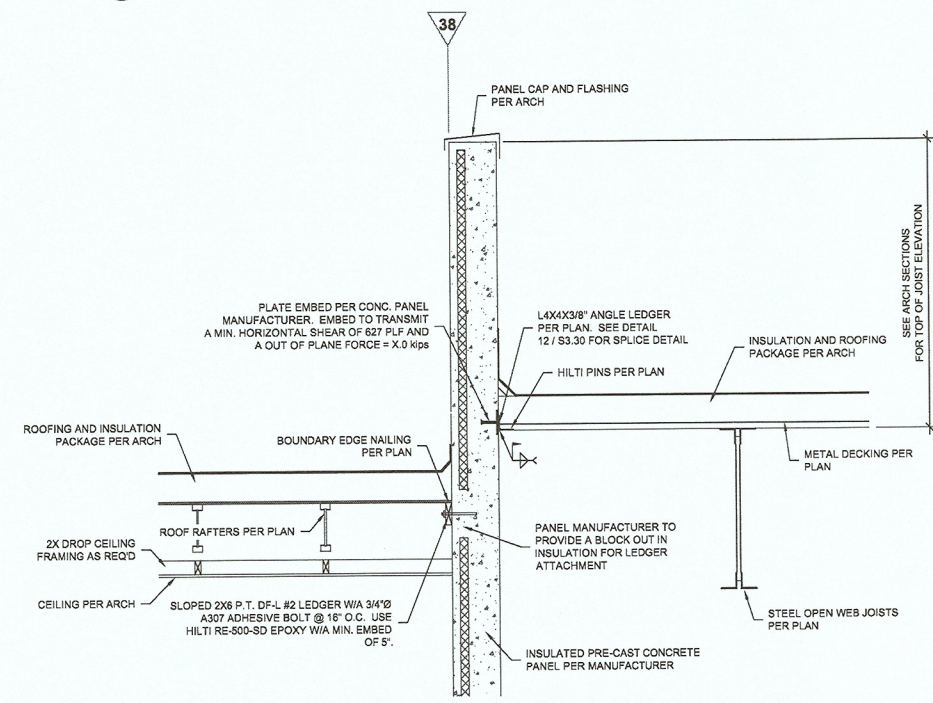 38
PANEL CAP AND FLASHING
PER ARCH
SEE ARCH SECTIONS
FOR TOP OF JOIST ELEVATION
PLATE EMBED PER CONC. PANEL
MANUFACTURER. EMBED TO TRANSMIT
A MIN. HORIZONTAL SHEAR OF 627 PLF AND
A OUT OF PLANE FORCE = X.0 kips
L4X4X3/8" ANGLE LEDGER
PER PLAN. SEE DETAIL
12 / S3.30 FOR SPLICE DETAIL
INSULATION AND ROOFING
PACKAGE PER ARCH
HILTI PINS PER PLAN
ROOFING AND INSULATION
PACKAGE PER ARCH
BOUNDARY EDGE NAILING
PER PLAN
METAL DECKING PER
PLAN
ROOF RAFTERS PER PLAN
2X DROP CEILING
FRAMING AS REQ'D
PANEL MANUFACTURER TO
PROVIDE A BLOCK OUT IN
INSULATION FOR LEDGER
ATTACHMENT
CEILING PER ARCH
SLOPED 2X6 P.T. DF-L #2 LEDGER W/A 3/4"Ø
A307 ADHESIVE BOLT @ 16" O.C. USE
HILTI RE-500-SD EPOXY W/A MIN. EMBED
OF 5".
STEEL OPEN WEB JOISTS
PER PLAN
INSULATED PRE-CAST CONCRETE
PANEL PER MANUFACTURER